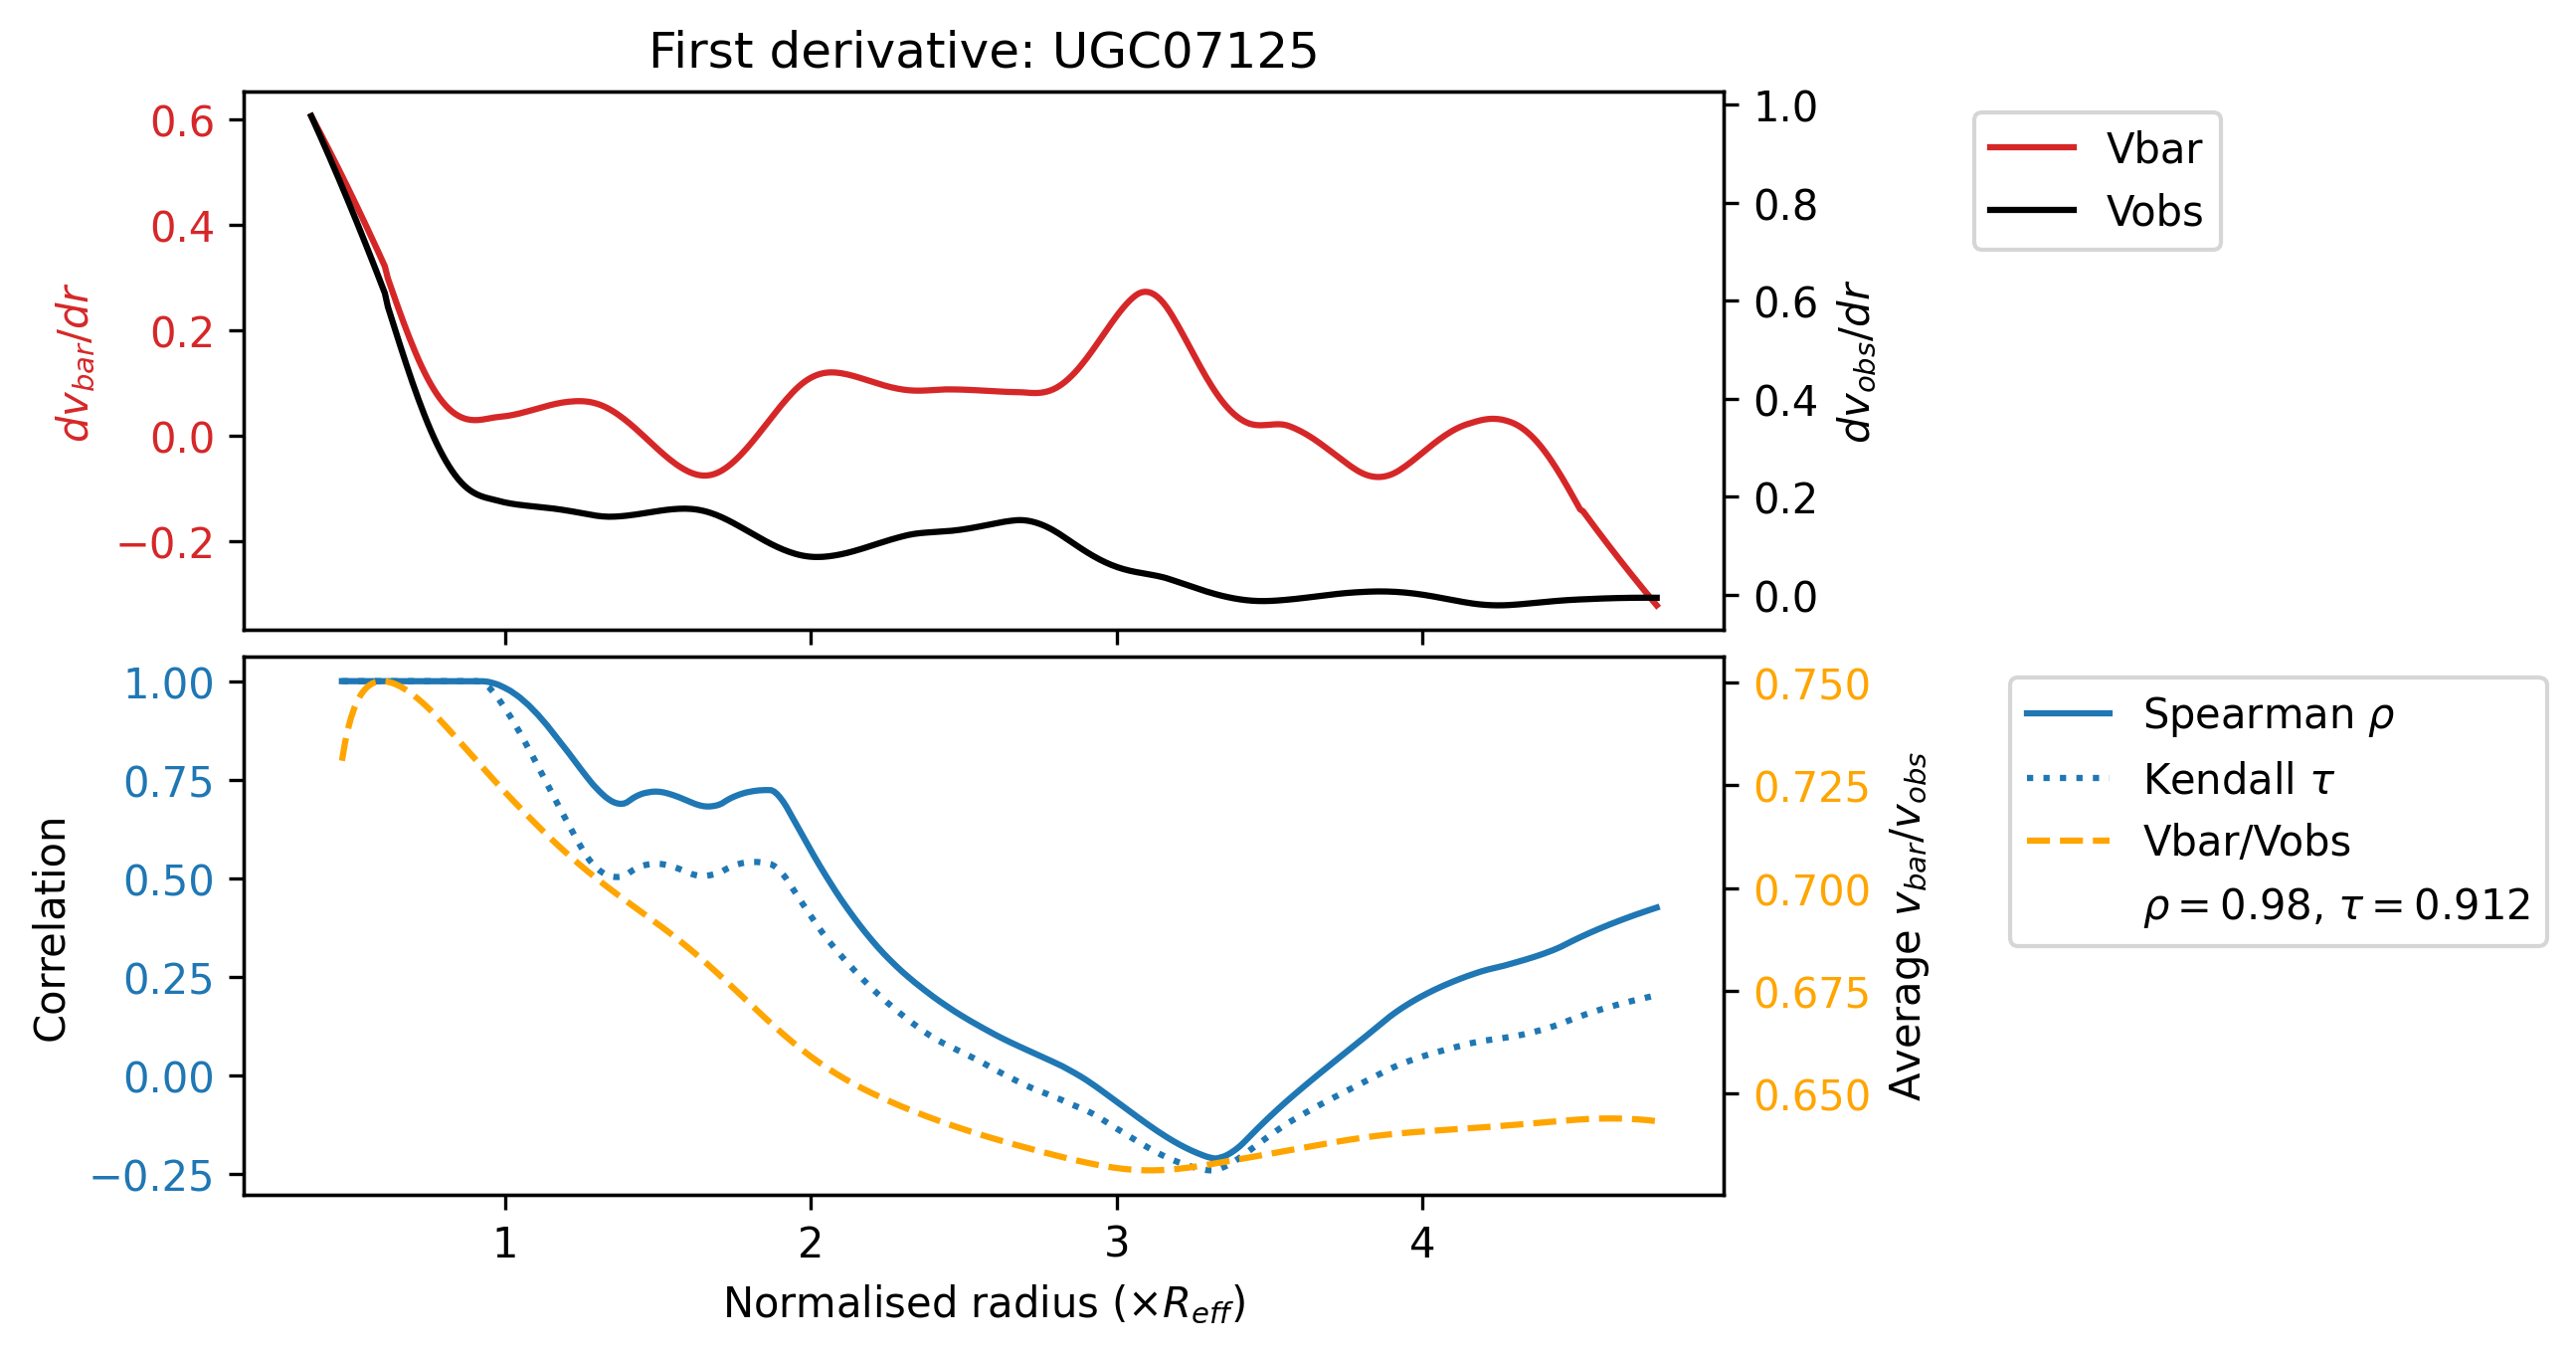 First derivative: UGC07125
0.6
0.4
0.2
0.0
−0.2
dv_bar/dr
1.0
0.8
0.6
0.4
0.2
0.0
dv_obs/dr
Vbar
Vobs
1.00
0.75
0.50
0.25
0.00
−0.25
Correlation
0.750
0.725
0.700
0.675
0.650
Average v_bar/v_obs
Spearman ρ
Kendall τ
Vbar/Vobs
ρ = 0.98, τ = 0.912
1 2 3 4
Normalised radius (×R_eff)